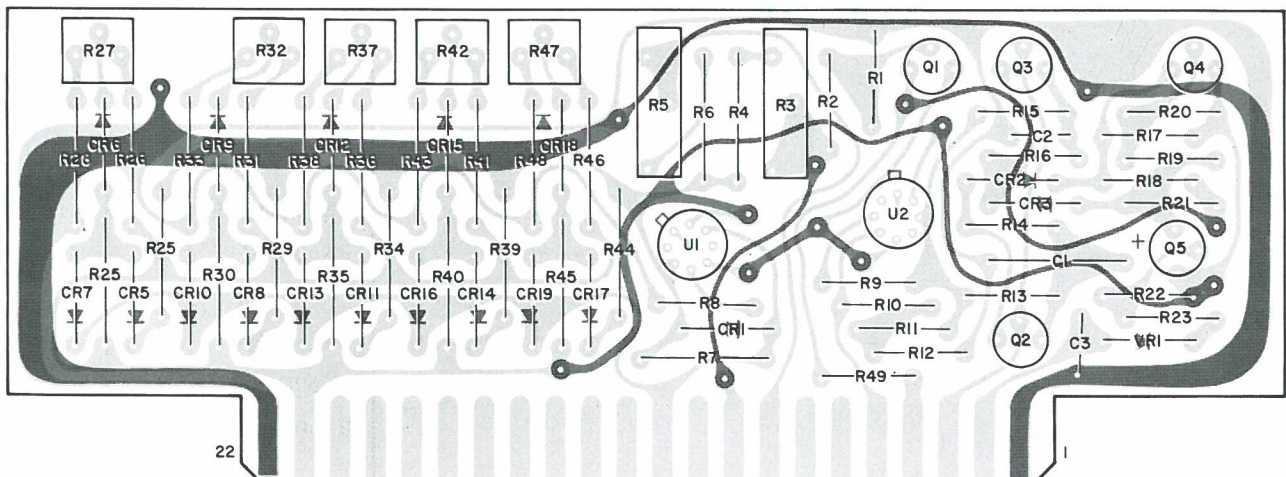 R27 R32 R37 R42 R47
R5 R6 R4 R3 R2 R1 Q1 Q3 Q4
R15 R20
C2 R17
CR6 CR9 CR12 CR15 CR18
R28 R26 R33 R31 R38 R36 R43 R41 R48 R46
R16 R19
CR2 R18
CR3 R21
U1 U2 R14 Q5
+
R25 R29 R34 R39 R44
R25 R30 R35 R40 R45
C1
R9
CR7 CR5 CR10 CR8 CR13 CR11 CR16 CR14 CR19 CR17
R13 R22
R8 R10
R23
CR1 R11
Q2 C3 VR1
R7 R12
R49
22 1